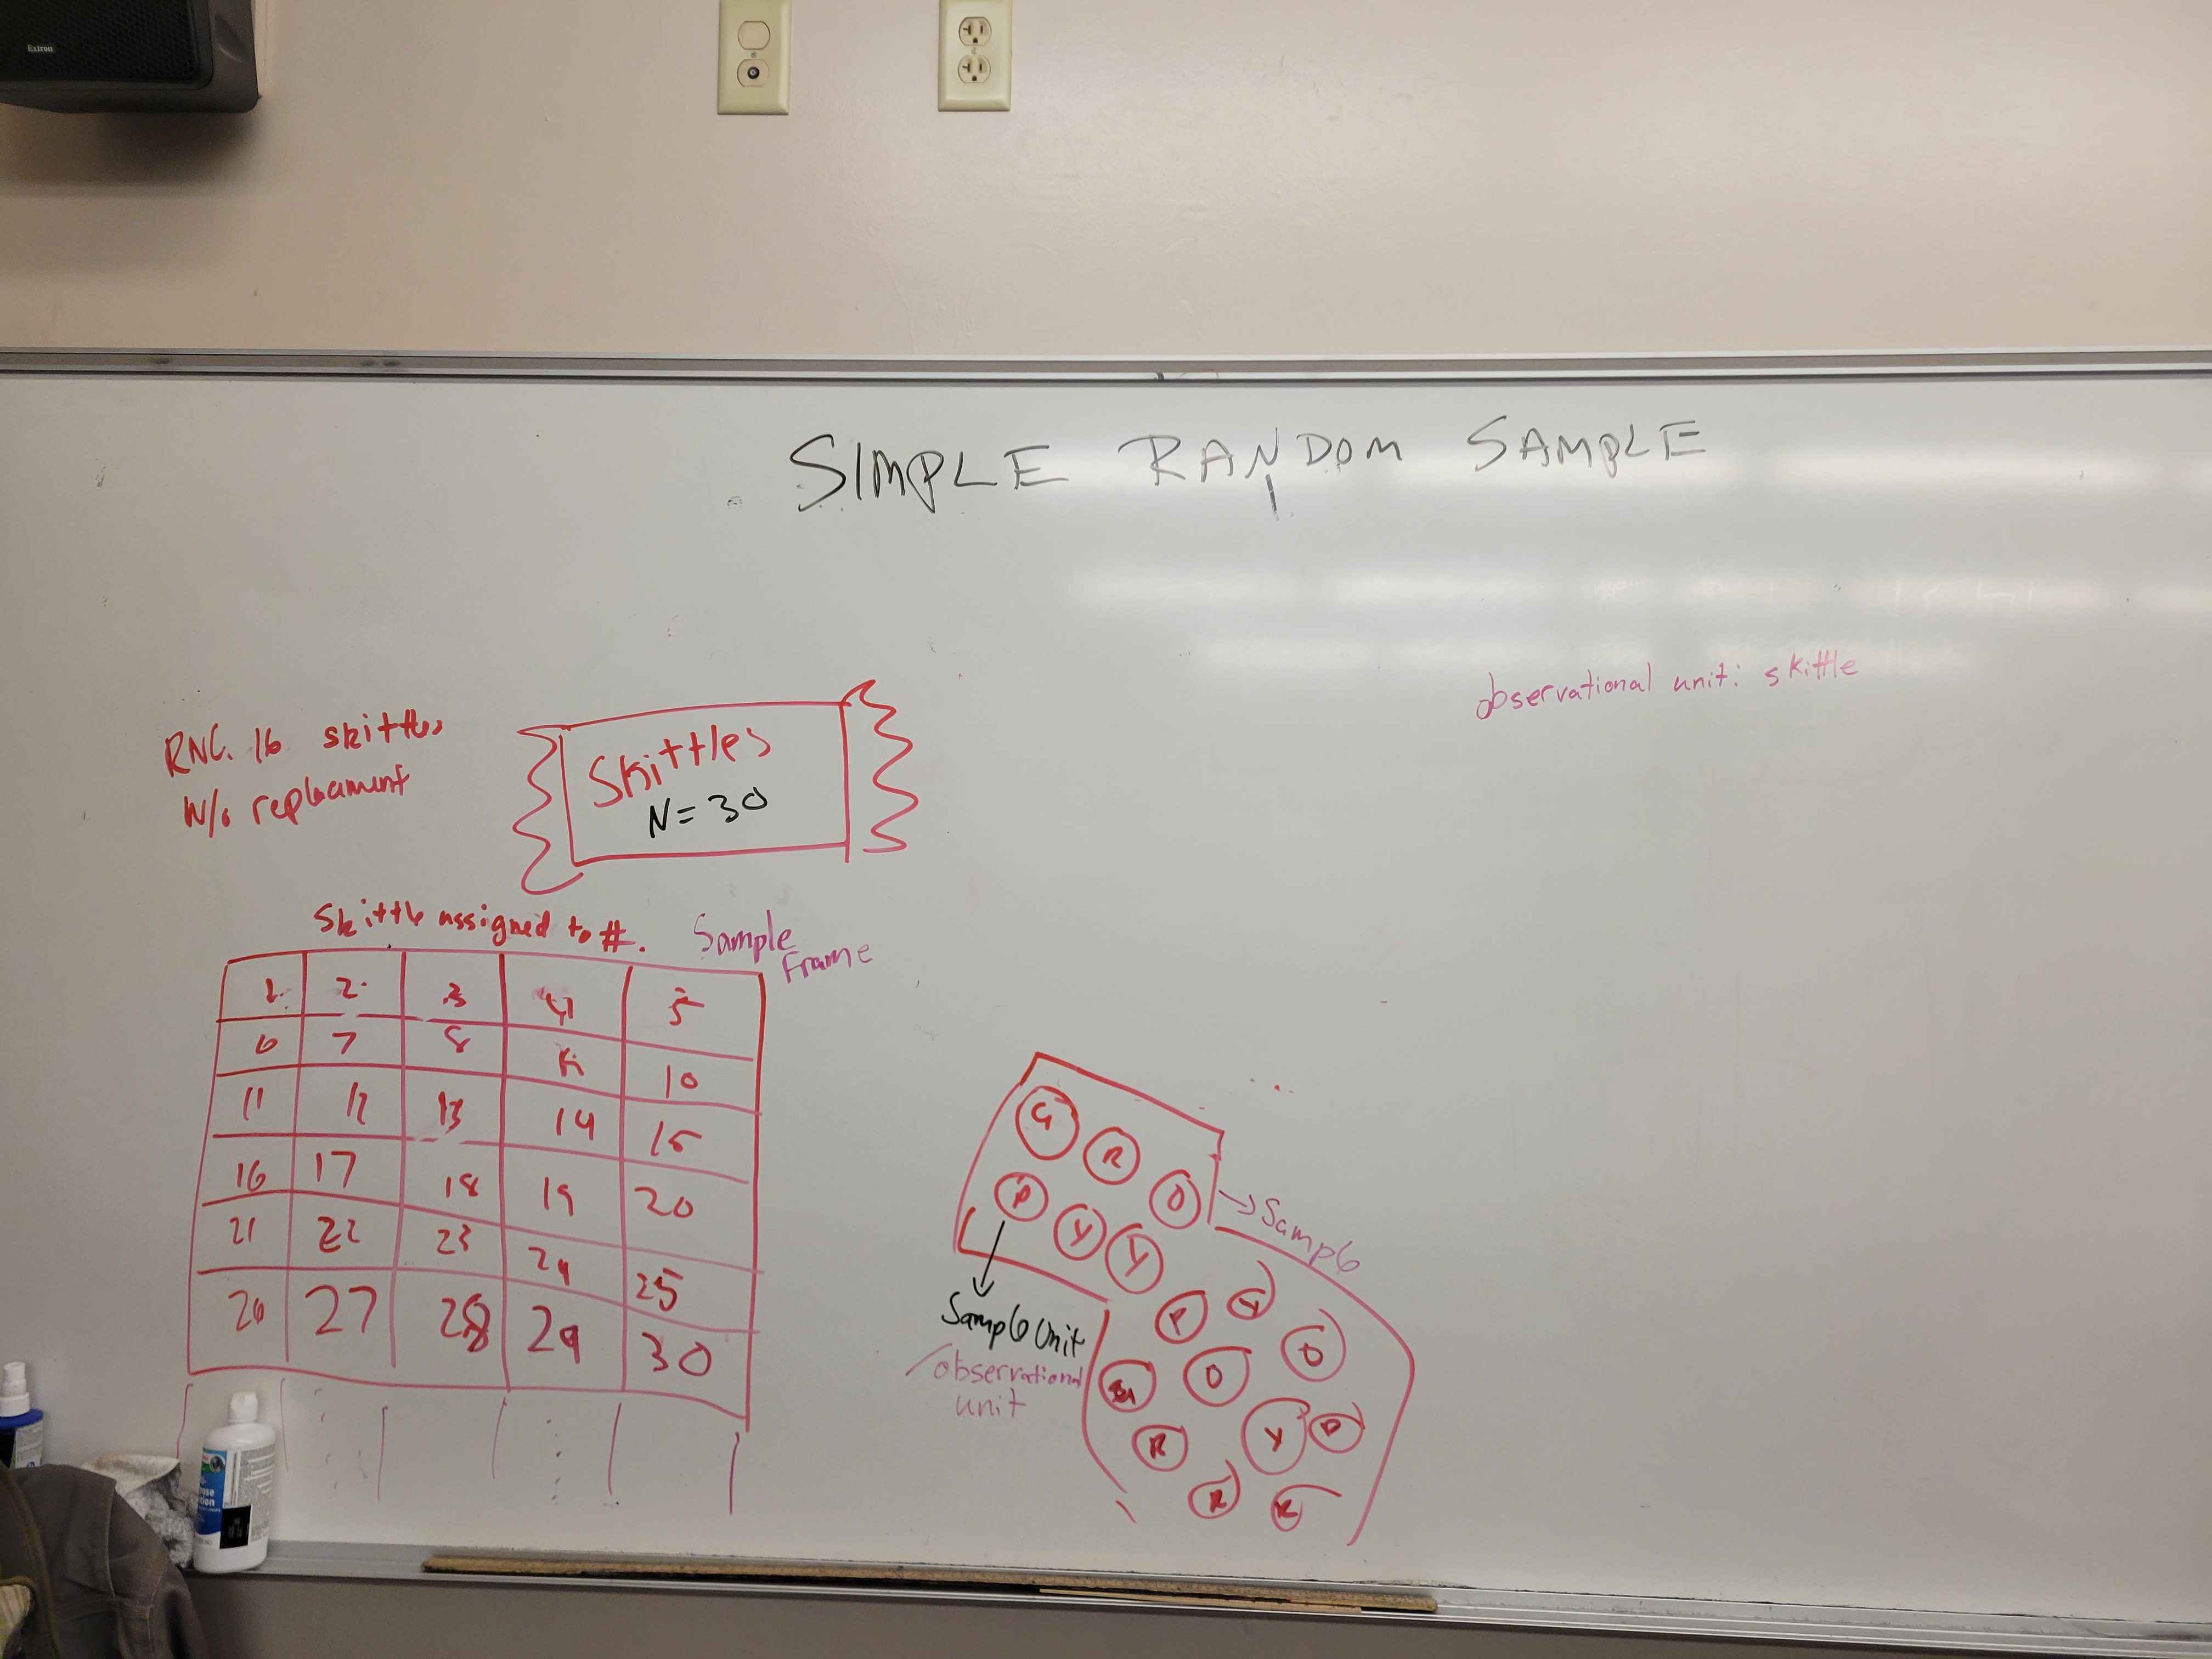 Extron
SIMPLE RANDOM SAMPLE
observational unit: skittle
RNG. 16 skittles
w/o replacement
Skittles
N=30
Skittle assigned to #.
Sample
Frame
1 2 3 4 5
6 7 8 9 10
11 12 13 14 15
16 17 18 19 20
21 22 23 24 25
26 27 28 29 30
G R O
P Y Y
→ Sample
P Y O
O
Y P
R
R R
Sample Unit
/observational
unit